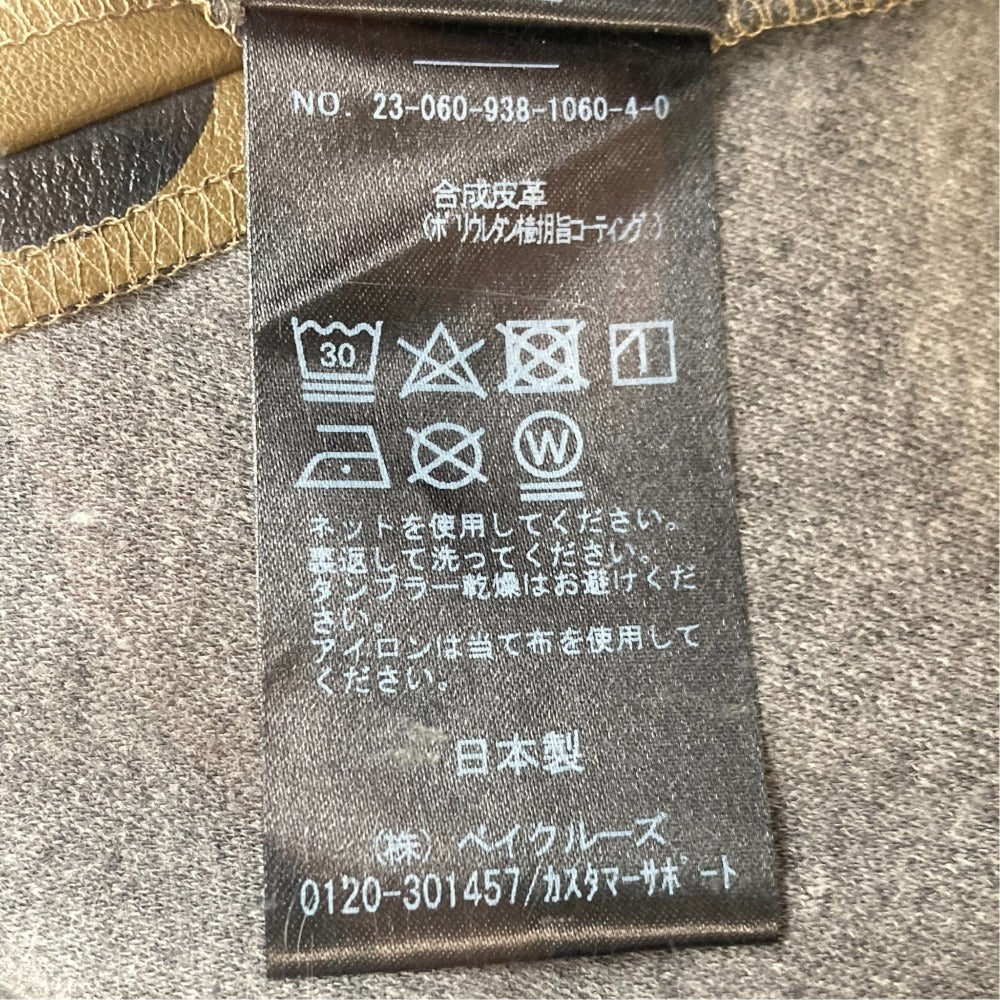 NO. 23-060-938-1060-4-0
合成皮革
(ポリウレタン樹脂コーティング)
30
W
ネットを使用してください。
裏返して洗ってください。
タンブラー乾燥はお避けくだ
さい。
アイロンは当て布を使用して
ください。
日本製
(株) ベイクルーズ
0120-301457/カスタマーサポート